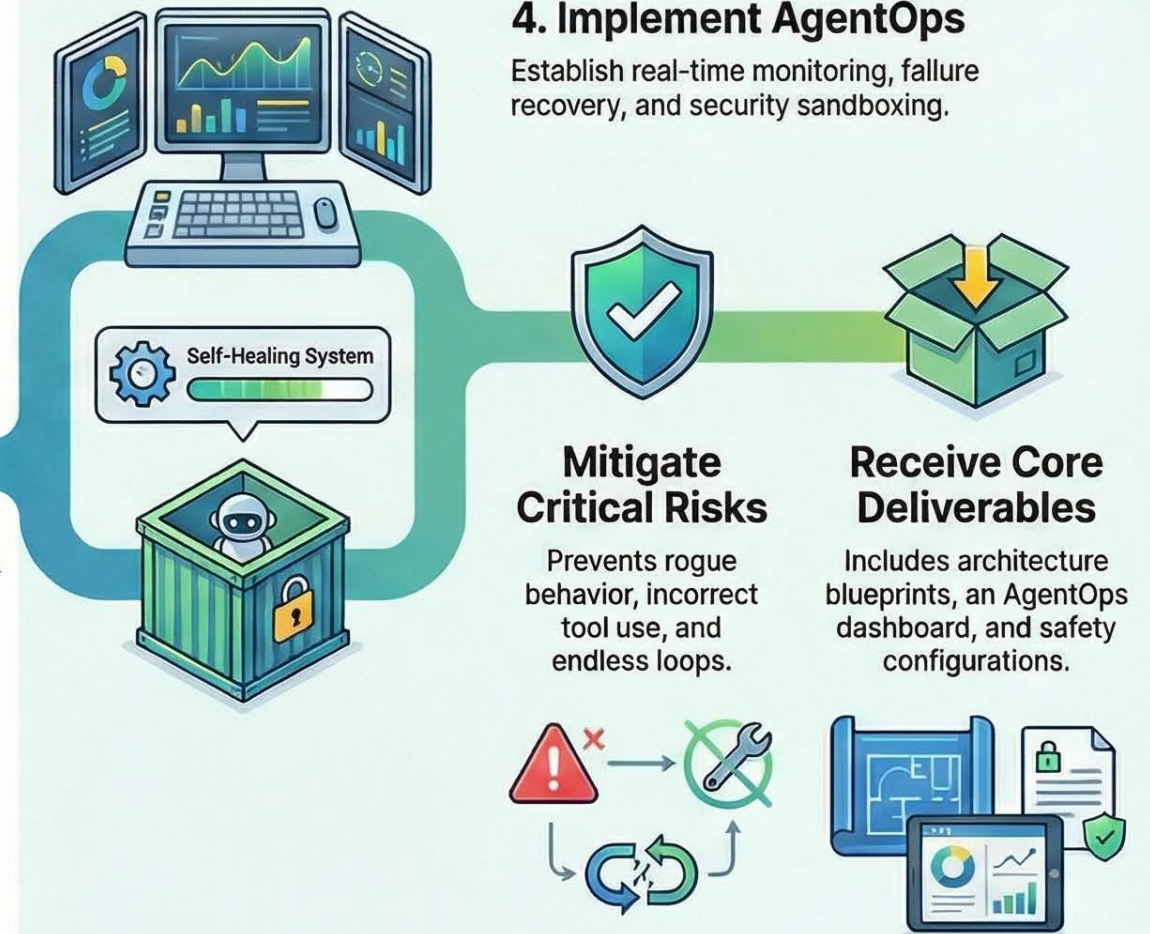 4. Implement AgentOps
Establish real-time monitoring, fallure
recovery, and security sandboxing.
Self-Healing System
Mitigate
Critical Risks
Prevents rogue
behavior, incorrect
tool use, and
endless loops.
Receive Core
Deliverables
Includes architecture
blueprints, an AgentOps
dashboard, and safety
configurations.